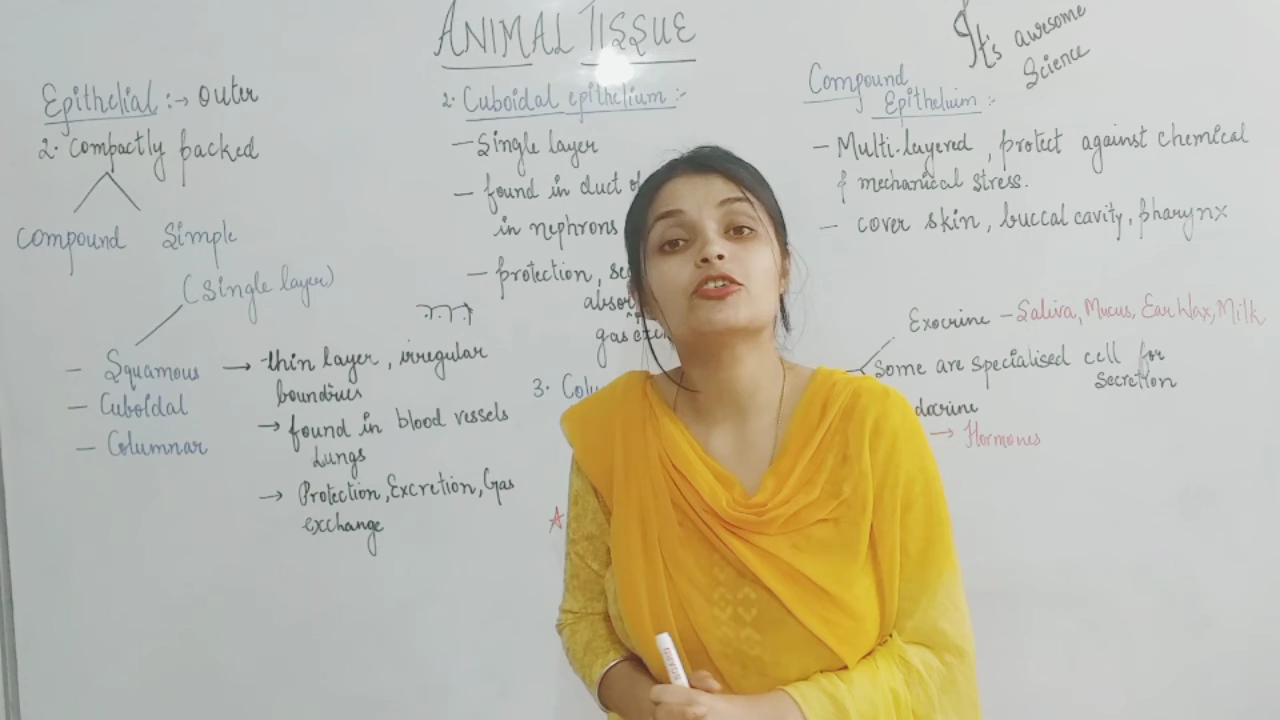 ANIMAL TISSUE
It's awesome
Science
Epithelial :→ Outer
2. Compactly packed
Compound Simple
(Single layer)
— Squamous → thin layer, irregular
boundries
— Cuboidal
→ found in blood vessels
Lungs
— Columnar
→ Protection, Excretion, Gas
exchange
2. Cuboidal epithelium :-
— Single layer
— found in duct of
in nephrons
— protection,
gas
3.
Compound
Epithelium :-
— Multi-layered, protect against chemical
& mechanical stress.
— cover skin, buccal cavity, pharynx
Exocrine — Saliva, Mucus, Ear Wax, Milk
Some are specialised cell for
Secretion
→ Hormones